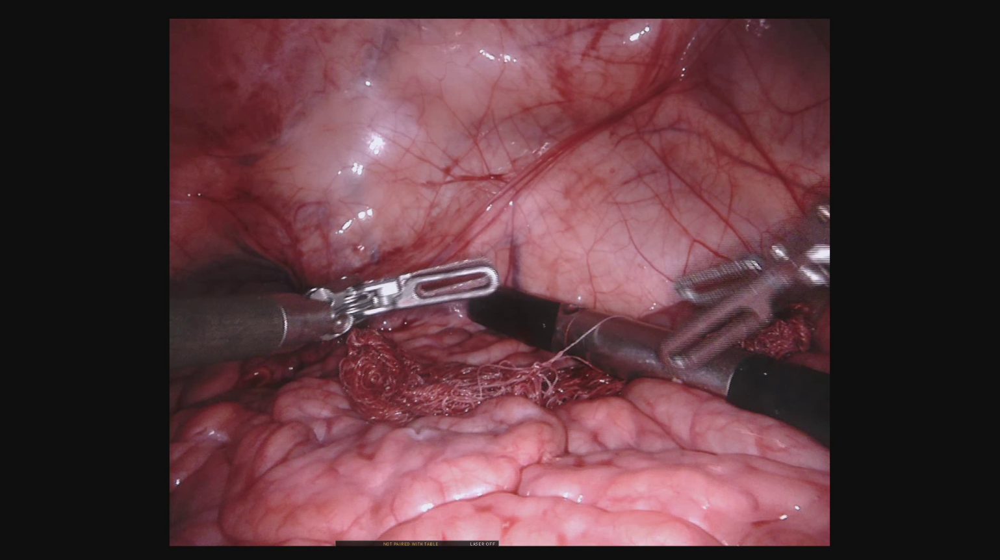 NOT PAIRED WITH TABLE LASER OFF